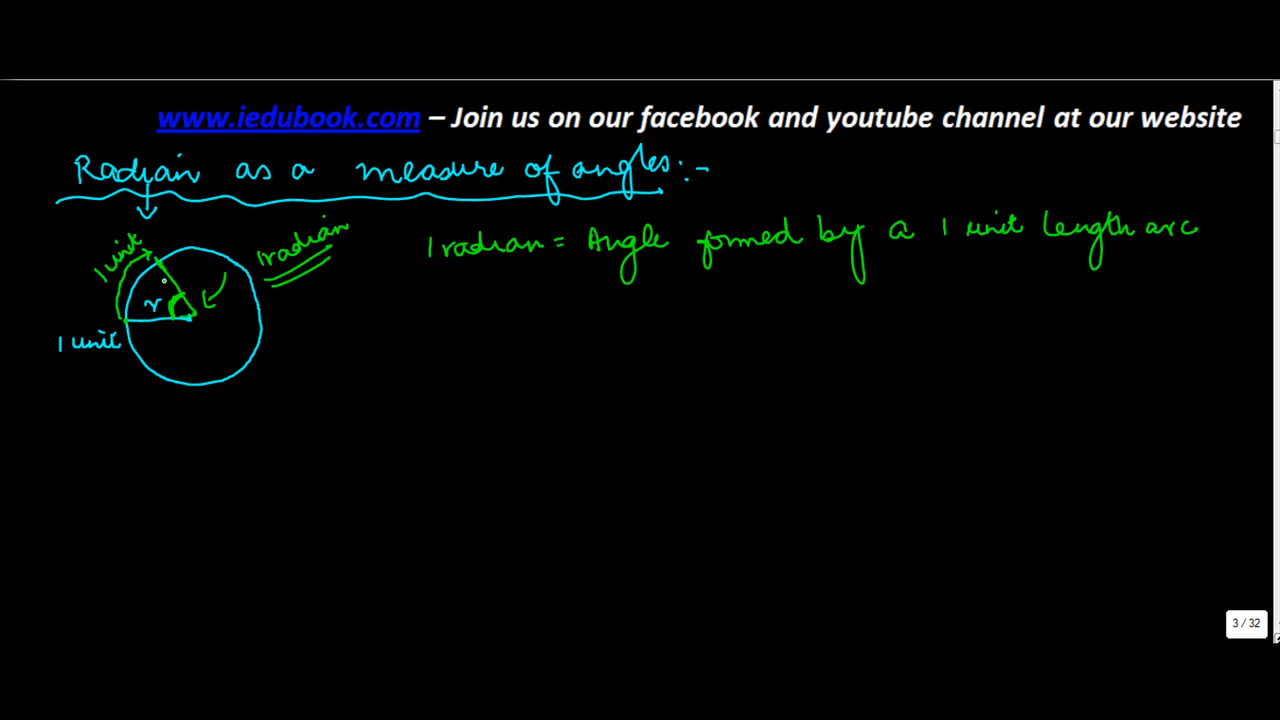 www.iedubook.com – Join us on our facebook and youtube channel at our website
Radian as a measure of angles:-
1 radian = Angle formed by a 1 unit length arc
1 unit
1 radian
r
1 unit
3 / 32